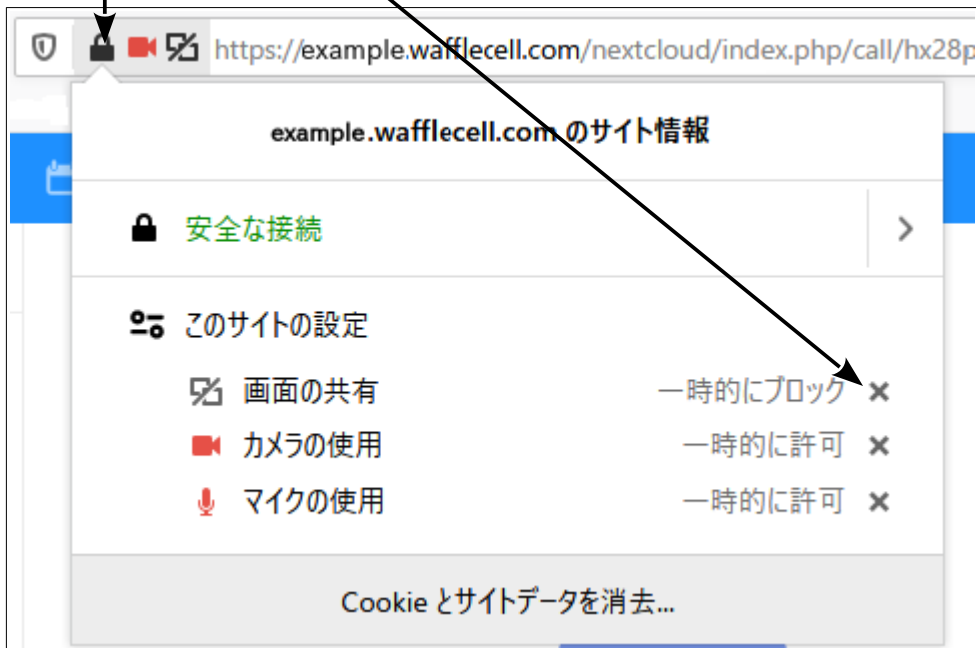 https://example.wafflecell.com/nextcloud/index.php/call/hx28p
example.wafflecell.com のサイト情報
安全な接続
このサイトの設定
画面の共有 一時的にブロック
カメラの使用 一時的に許可
マイクの使用 一時的に許可
Cookie とサイトデータを消去...